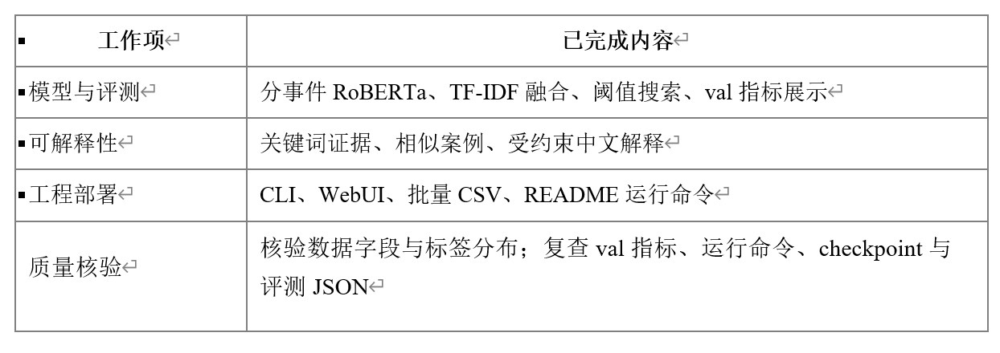 工作项
已完成内容
模型与评测
分事件 RoBERTa、TF-IDF 融合、阈值搜索、val 指标展示
可解释性
关键词证据、相似案例、受约束中文解释
工程部署
CLI、WebUI、批量 CSV、README 运行命令
质量核验
核验数据字段与标签分布；复查 val 指标、运行命令、checkpoint 与
评测 JSON